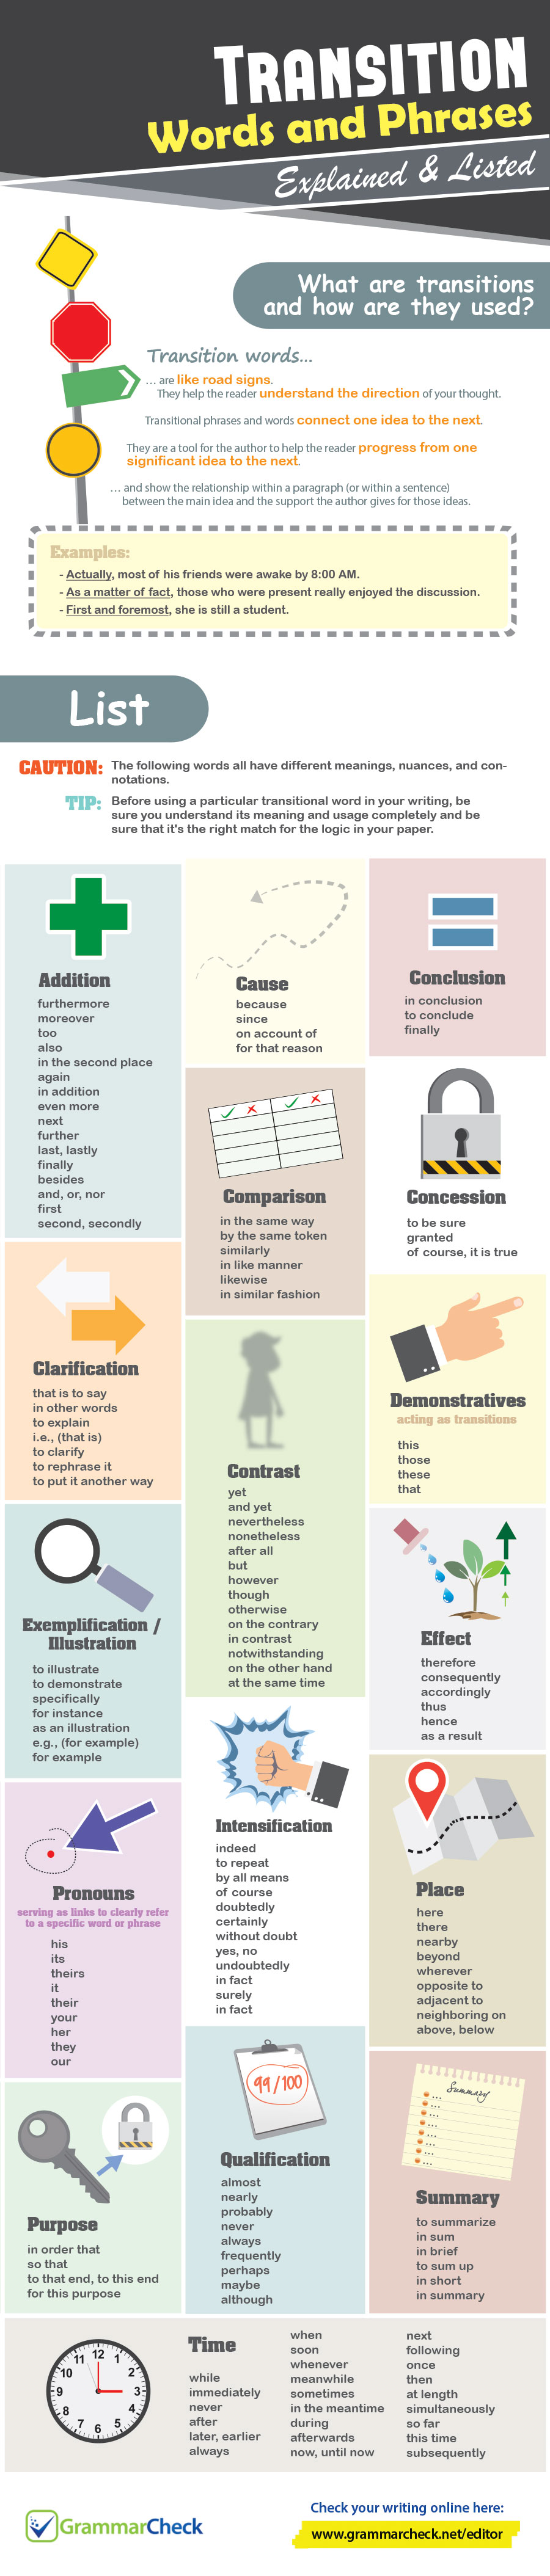 TRANSITION
Words and Phrases
Explained & Listed
What are transitions
and how are they used?
Transition words...
... are like road signs.
They help the reader understand the direction of your thought.
Transitional phrases and words connect one idea to the next.
They are a tool for the author to help the reader progress from one
significant idea to the next.
... and show the relationship within a paragraph (or within a sentence)
between the main idea and the support the author gives for those ideas.
Examples:
- Actually, most of his friends were awake by 8:00 AM.
- As a matter of fact, those who were present really enjoyed the discussion.
- First and foremost, she is still a student.
List
CAUTION: The following words all have different meanings, nuances, and con-
notations.
TIP: Before using a particular transitional word in your writing, be
sure you understand its meaning and usage completely and be
sure that it's the right match for the logic in your paper.
Addition
furthermore
moreover
too
also
in the second place
again
in addition
even more
next
further
last, lastly
finally
besides
and, or, nor
first
second, secondly
Cause
because
since
on account of
for that reason
Conclusion
in conclusion
to conclude
finally
Comparison
in the same way
by the same token
similarly
in like manner
likewise
in similar fashion
Concession
to be sure
granted
of course, it is true
Clarification
that is to say
in other words
to explain
i.e., (that is)
to clarify
to rephrase it
to put it another way
Contrast
yet
and yet
nevertheless
nonetheless
after all
but
however
though
otherwise
on the contrary
in contrast
notwithstanding
on the other hand
at the same time
Demonstratives
acting as transitions
this
those
these
that
Exemplification /
Illustration
to illustrate
to demonstrate
specifically
for instance
as an illustration
e.g., (for example)
for example
Effect
therefore
consequently
accordingly
thus
hence
as a result
Intensification
indeed
to repeat
by all means
of course
doubtedly
certainly
without doubt
yes, no
undoubtedly
in fact
surely
in fact
Pronouns
serving as links to clearly refer
to a specific word or phrase
his
its
theirs
it
their
your
her
they
our
Place
here
there
nearby
beyond
wherever
opposite to
adjacent to
neighboring on
above, below
Purpose
in order that
so that
to that end, to this end
for this purpose
99/100
Qualification
almost
nearly
probably
never
always
frequently
perhaps
maybe
although
Summary
...
...
...
...
...
...
...
Summary
to summarize
in sum
in brief
to sum up
in short
in summary
12
1
2
3
4
5
6
7
8
9
10
11
Time
while
immediately
never
after
later, earlier
always
when
soon
whenever
meanwhile
sometimes
in the meantime
during
afterwards
now, until now
next
following
once
then
at length
simultaneously
so far
this time
subsequently
GrammarCheck
Check your writing online here:
www.grammarcheck.net/editor